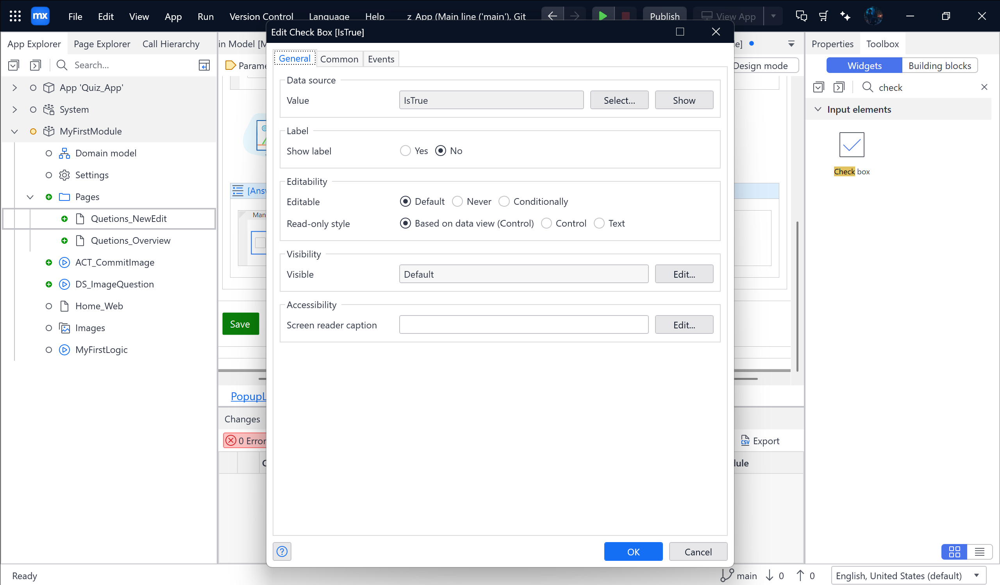 mx File Edit View App Run Version Control Language Help z_App (Main line ('main'), Git Publish View App
App Explorer Page Explorer Call Hierarchy
Search...
App 'Quiz_App'
System
MyFirstModule
Domain model
Settings
Pages
Quetions_NewEdit
Quetions_Overview
ACT_CommitImage
DS_ImageQuestion
Home_Web
Images
MyFirstLogic
in Model [M
Parame
[Answ
Man
Save
PopupL
Changes
0 Error
C
Edit Check Box [IsTrue]
General Common Events
Data source
Value IsTrue Select... Show
Label
Show label Yes No
Editability
Editable Default Never Conditionally
Read-only style Based on data view (Control) Control Text
Visibility
Visible Default Edit...
Accessibility
Screen reader caption Edit...
? OK Cancel
e]
Design mode
CSV Export
dule
Properties Toolbox
Widgets Building blocks
check
Input elements
Check box
Ready
main 0 0 English, United States (default)